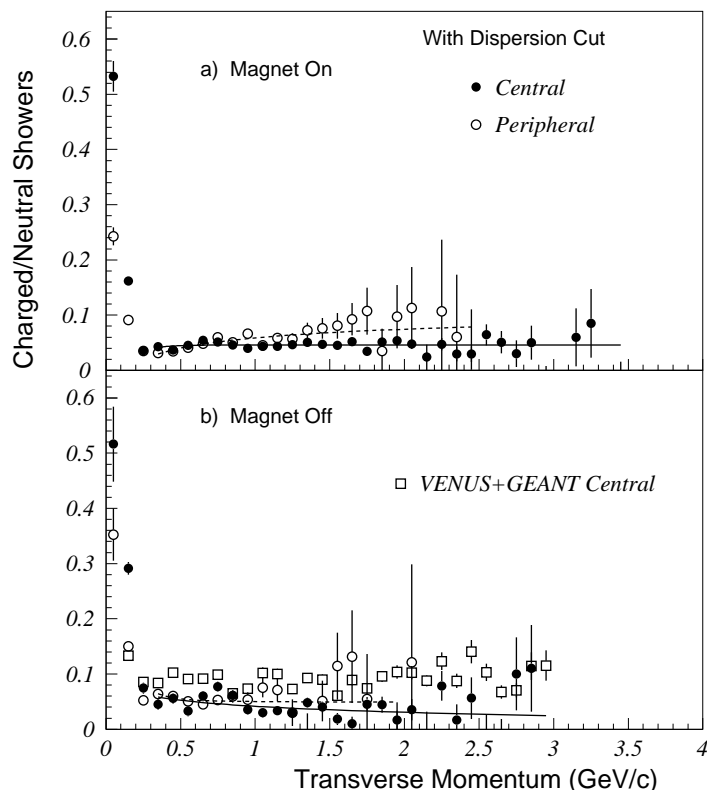 With Dispersion Cut
a) Magnet On
Central
Peripheral
Charged/Neutral Showers
0.6
0.5
0.4
0.3
0.2
0.1
0
b) Magnet Off
VENUS+GEANT Central
0.6
0.5
0.4
0.3
0.2
0.1
0
0 0.5 1 1.5 2 2.5 3 3.5 4
Transverse Momentum (GeV/c)